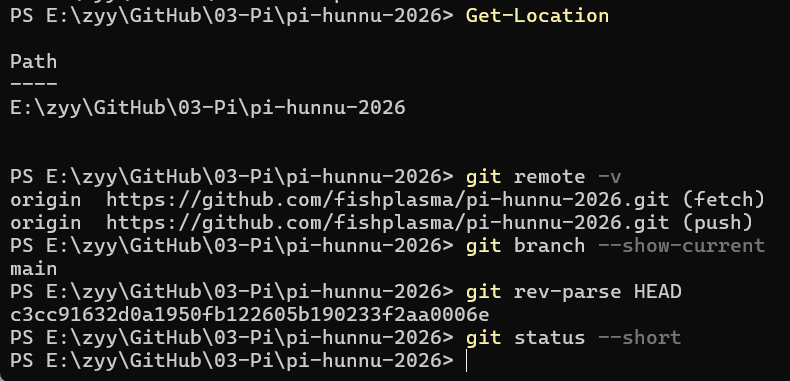 PS E:\zyy\GitHub\03-Pi\pi-hunnu-2026> Get-Location
Path
----
E:\zyy\GitHub\03-Pi\pi-hunnu-2026
PS E:\zyy\GitHub\03-Pi\pi-hunnu-2026> git remote -v
origin  https://github.com/fishplasma/pi-hunnu-2026.git (fetch)
origin  https://github.com/fishplasma/pi-hunnu-2026.git (push)
PS E:\zyy\GitHub\03-Pi\pi-hunnu-2026> git branch --show-current
main
PS E:\zyy\GitHub\03-Pi\pi-hunnu-2026> git rev-parse HEAD
c3cc91632d0a1950fb122605b190233f2aa0006e
PS E:\zyy\GitHub\03-Pi\pi-hunnu-2026> git status --short
PS E:\zyy\GitHub\03-Pi\pi-hunnu-2026>